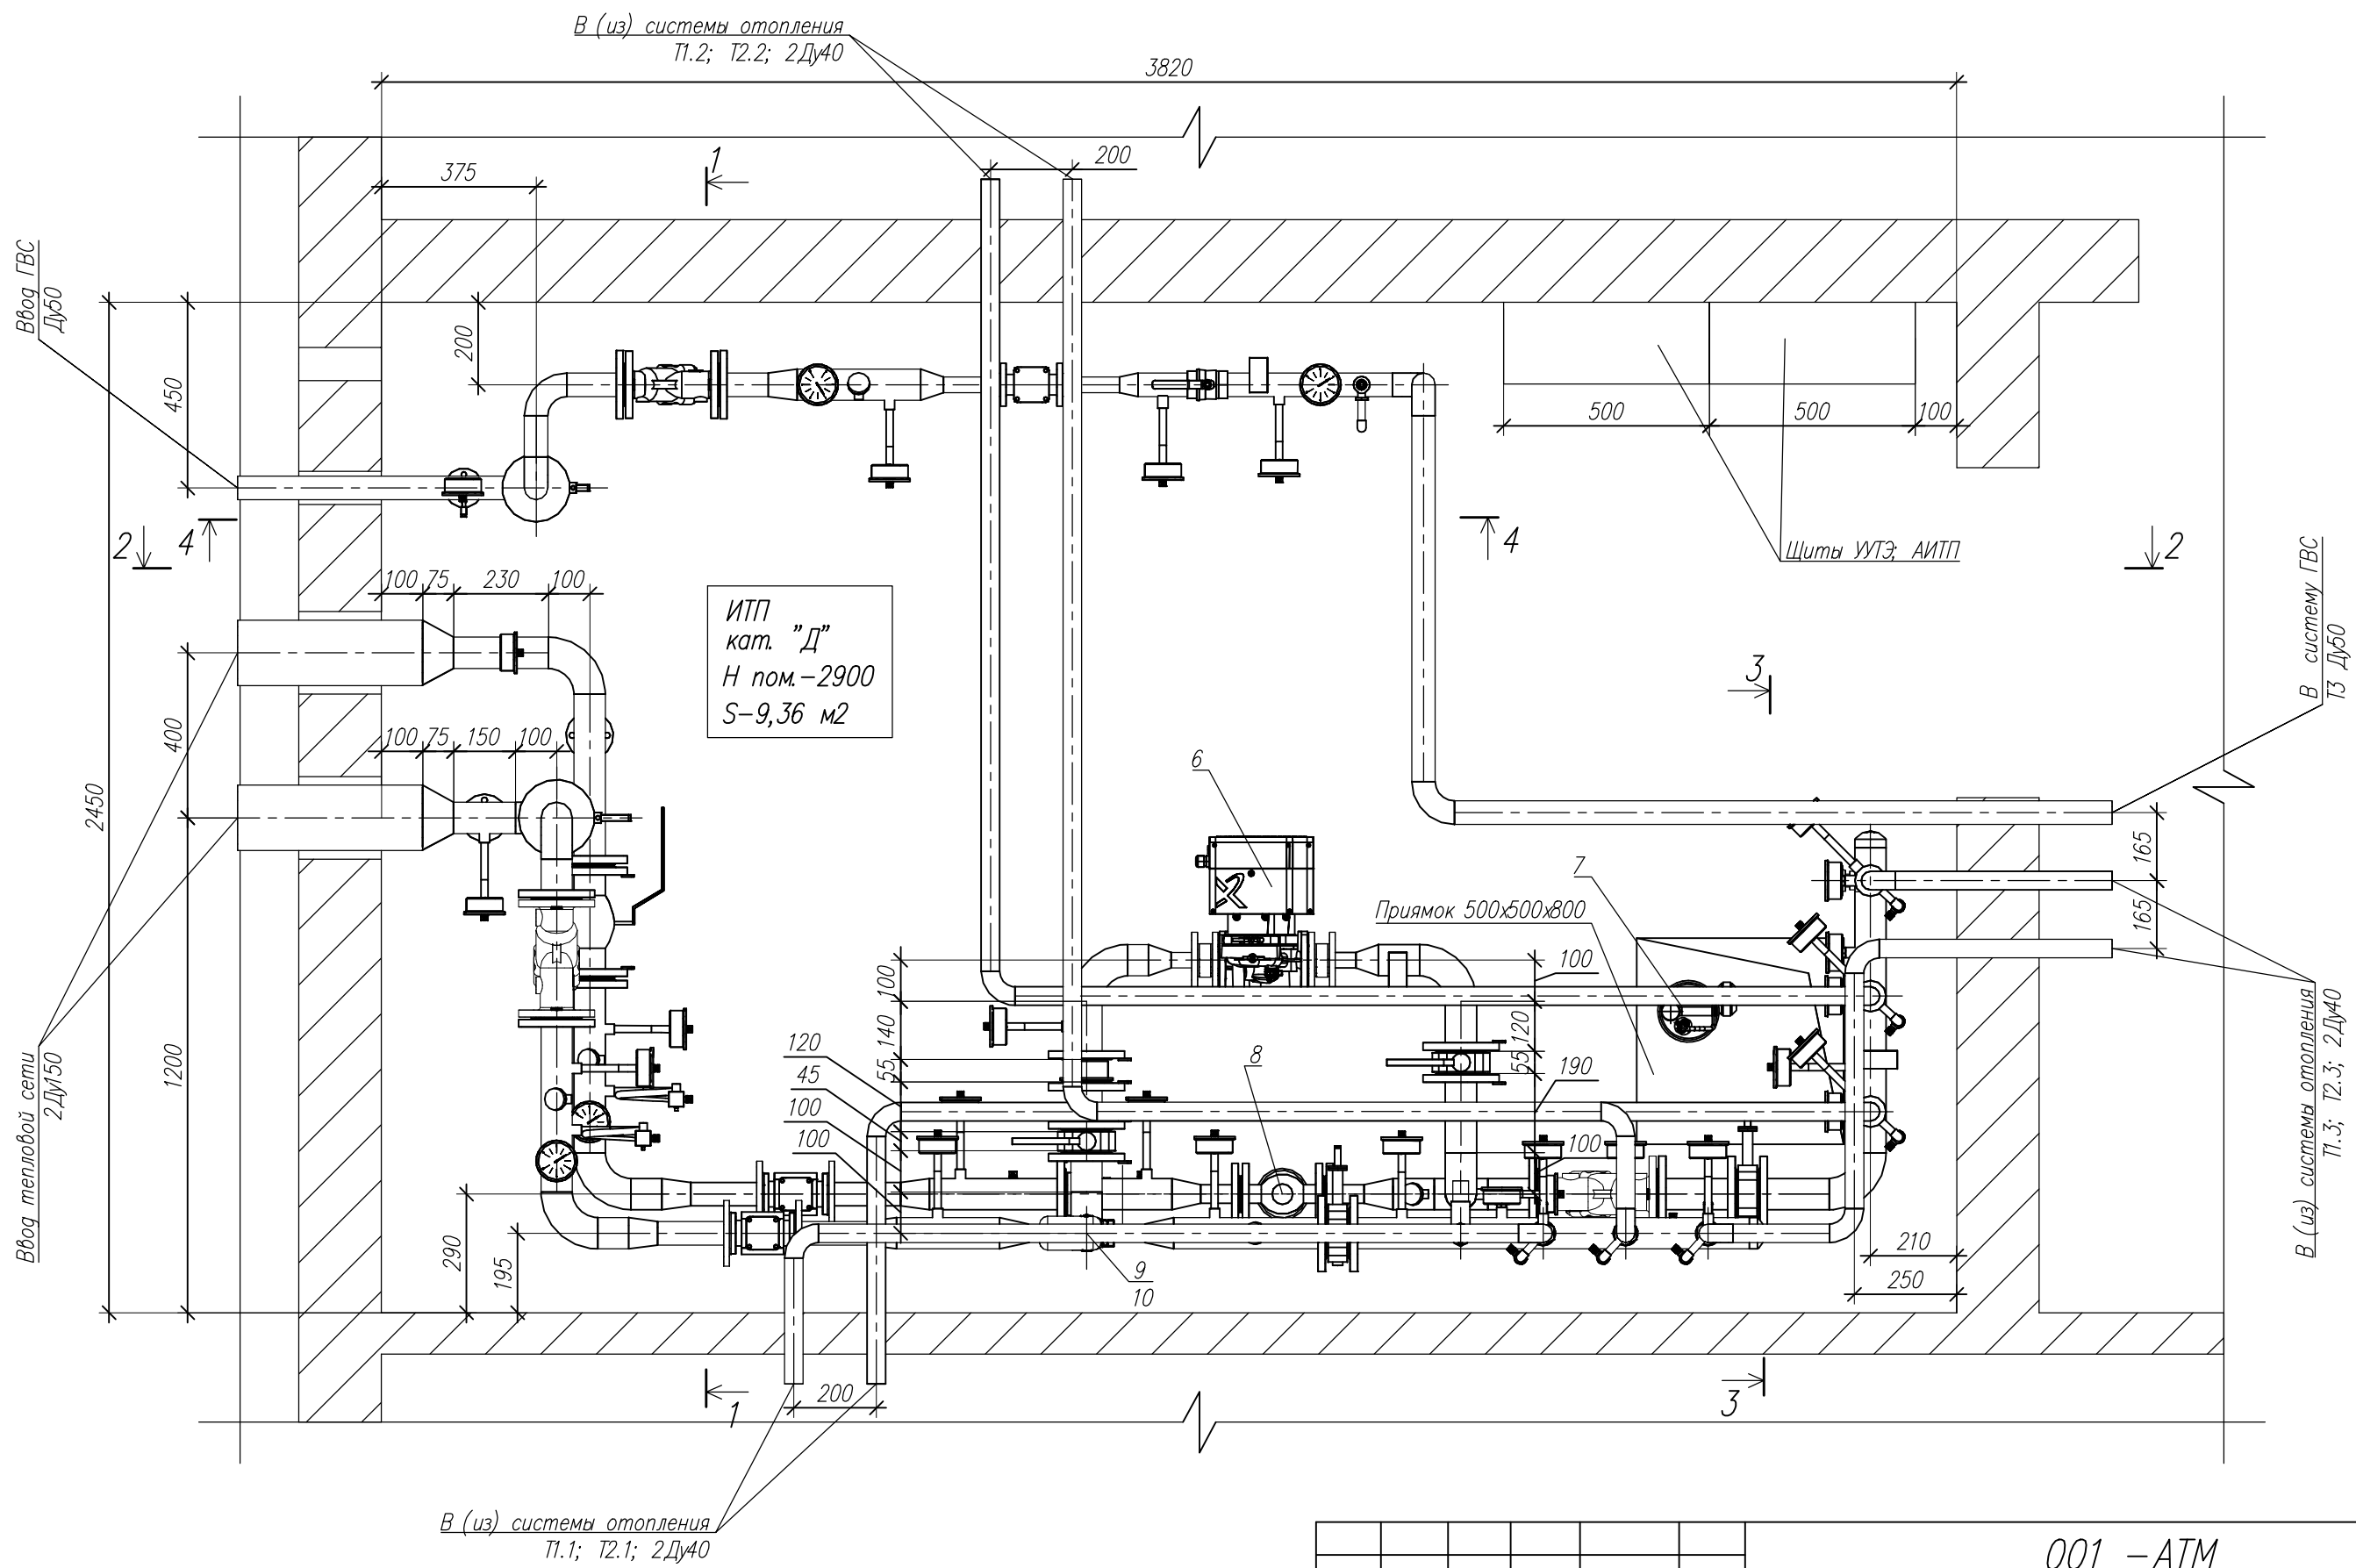 В (из) системы отопления
Т1.2; Т2.2; 2Ду40
3820
1
200
375
Ввод ГВС
Ду50
450
200
500
500
100
2
4
4
Щиты УУТЭ; АИТП
2
100
75
230
100
ИТП
кат. "Д"
Н пом.-2900
S-9,36 м2
В систему ГВС
Т3 Ду50
3
400
100
75
150
100
2450
6
7
Приямок 500х500х800
165
165
100
140
55
100
120
55
8
120
45
100
100
190
100
Ввод тепловой сети
2Ду150
1200
В (из) системы отопления
Т1.3; Т2.3; 2Ду40
290
195
9
10
210
250
1
200
3
В (из) системы отопления
Т1.1; Т2.1; 2Ду40
001 -АТМ